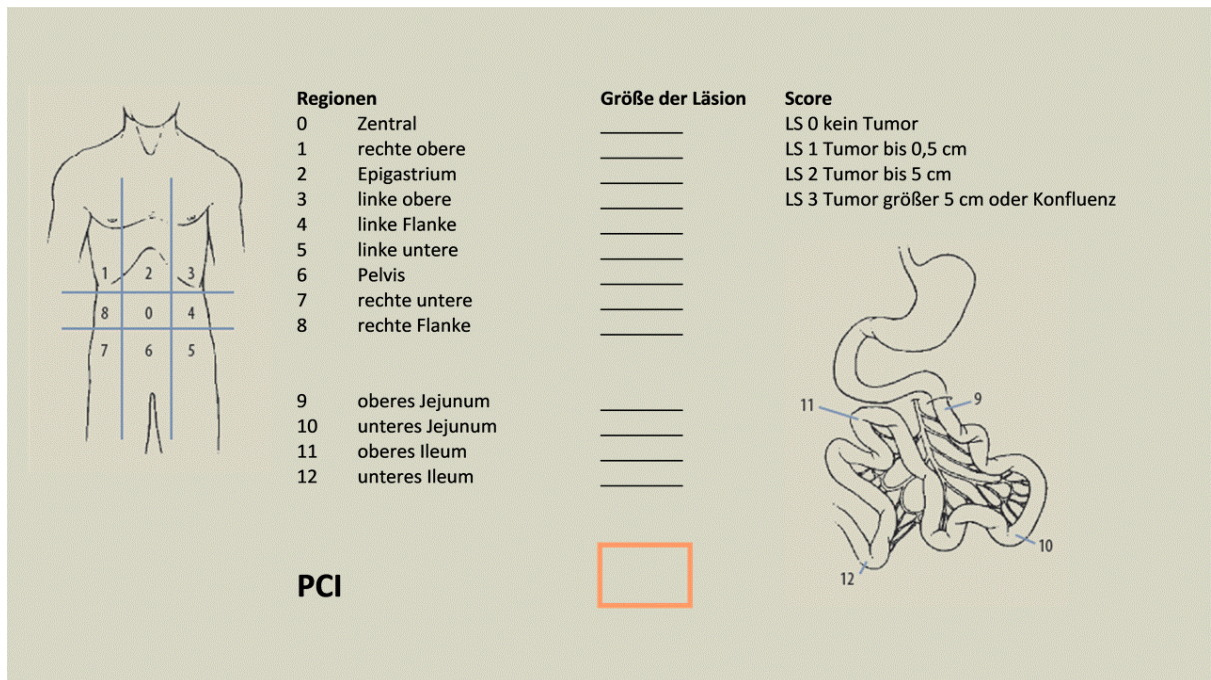 Regionen Größe der Läsion Score
0 Zentral LS 0 kein Tumor
1 rechte obere LS 1 Tumor bis 0,5 cm
2 Epigastrium LS 2 Tumor bis 5 cm
3 linke obere LS 3 Tumor größer 5 cm oder Konfluenz
4 linke Flanke
5 linke untere
6 Pelvis
7 rechte untere
8 rechte Flanke
1 2 3
8 0 4
7 6 5
9 oberes Jejunum
10 unteres Jejunum
11 oberes Ileum
12 unteres Ileum
11 9
10
12
PCI